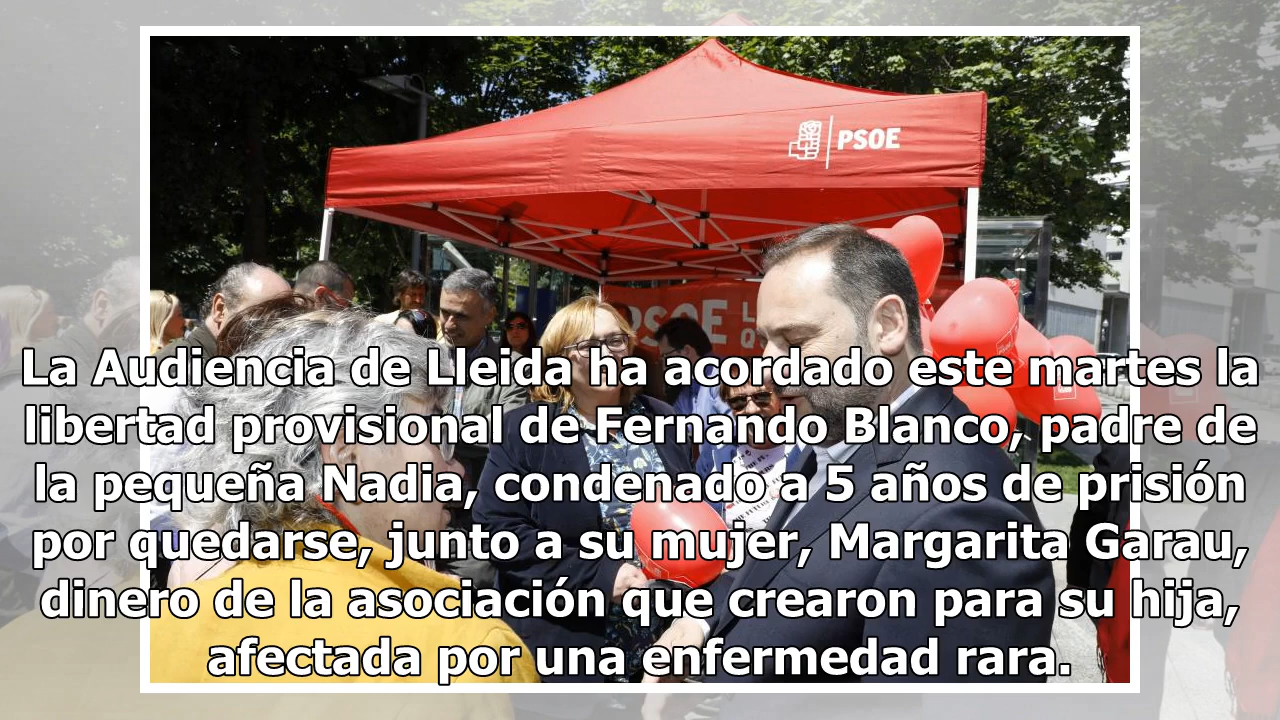 PSOE
PSOE
La Audiencia de Lleida ha acordado este martes la
libertad provisional de Fernando Blanco, padre de
la pequeña Nadia, condenado a 5 años de prisión
por quedarse, junto a su mujer, Margarita Garau,
dinero de la asociación que crearon para su hija,
afectada por una enfermedad rara.